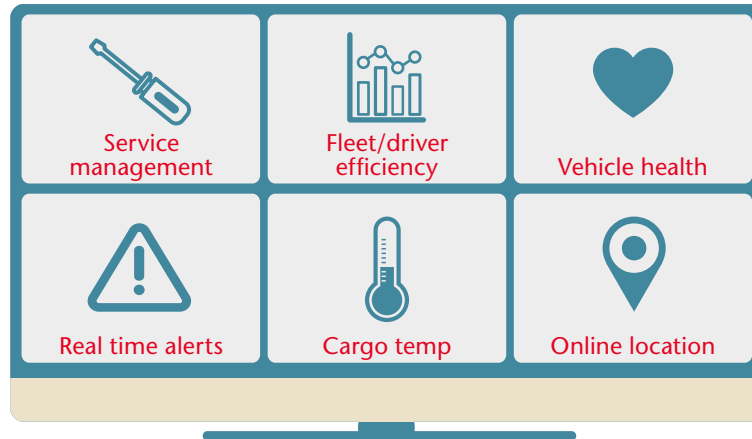 Service
management
Fleet/driver
efficiency
Vehicle health
Real time alerts
Cargo temp
Online location